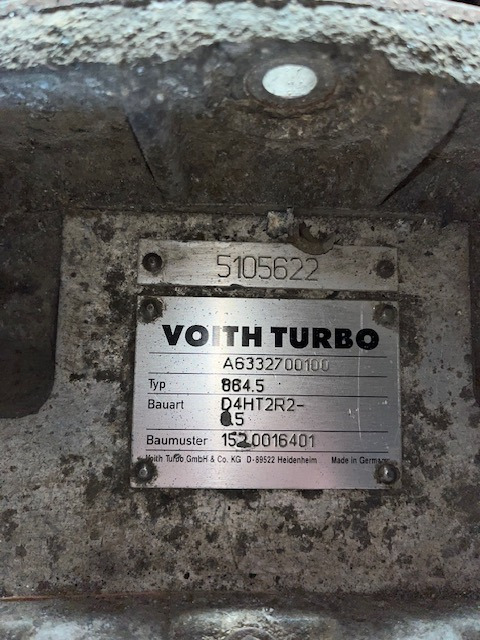 5105622
VOITH TURBO
A6332700100
Typ 864.5
Bauart D4HT2R2-
Baumuster
Voith Turbo GmbH & Co. KG D-89522 Heidenheim Made in Germany